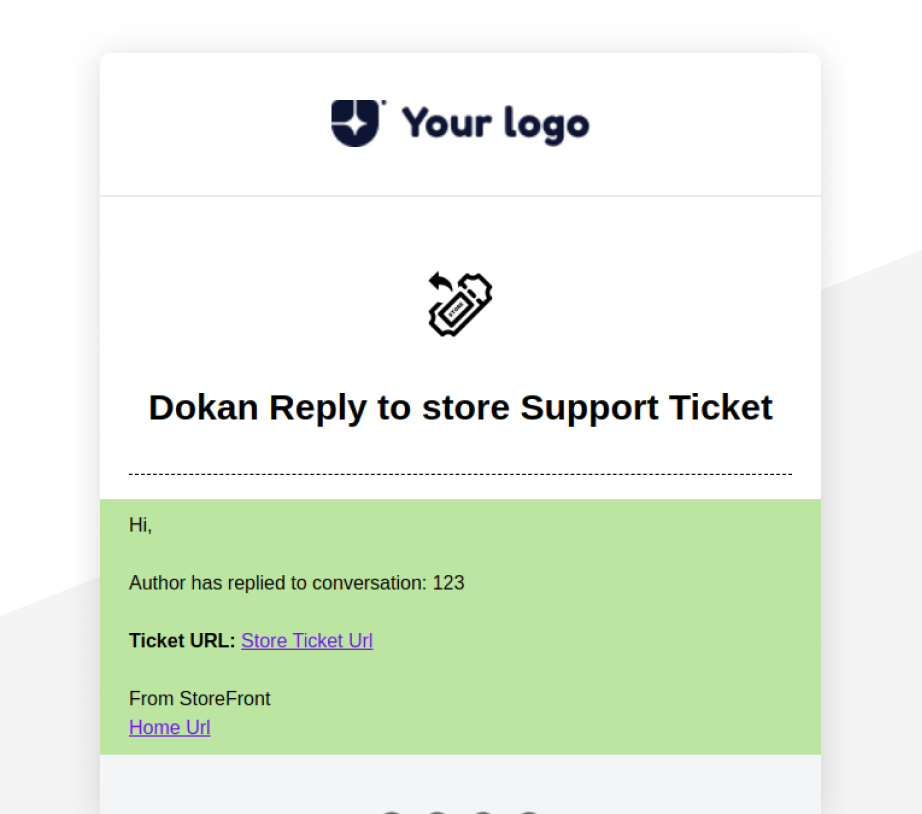 Your logo
STORE
Dokan Reply to store Support Ticket
Hi,
Author has replied to conversation: 123
Ticket URL: Store Ticket Url
From StoreFront
Home Url